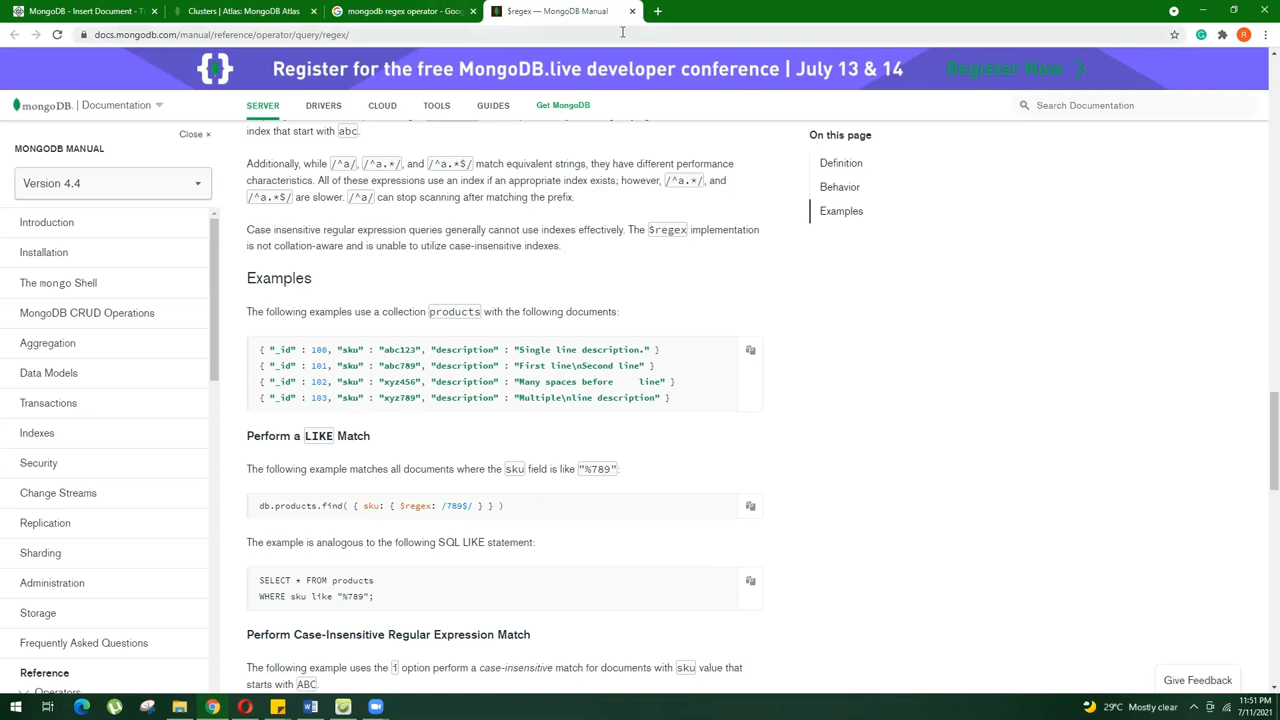 MongoDB - Insert Document - Tu
Clusters | Atlas: MongoDB Atlas
mongodb regex operator - Google
$regex — MongoDB Manual
docs.mongodb.com/manual/reference/operator/query/regex/
R
Register for the free MongoDB.live developer conference | July 13 & 14
Register Now >
mongoDB. | Documentation
SERVER
DRIVERS
CLOUD
TOOLS
GUIDES
Get MongoDB
Search Documentation
Close ×
MONGODB MANUAL
Version 4.4
Introduction
Installation
The mongo Shell
MongoDB CRUD Operations
Aggregation
Data Models
Transactions
Indexes
Security
Change Streams
Replication
Sharding
Administration
Storage
Frequently Asked Questions
Reference
Operators
index that start with abc.
Additionally, while /^a/, /^a.*/, and /^a.*$/ match equivalent strings, they have different performance
characteristics. All of these expressions use an index if an appropriate index exists; however, /^a.*/, and
/^a.*$/ are slower. /^a/ can stop scanning after matching the prefix.
Case insensitive regular expression queries generally cannot use indexes effectively. The $regex implementation
is not collation-aware and is unable to utilize case-insensitive indexes.
Examples
The following examples use a collection products with the following documents:
{ "_id" : 100, "sku" : "abc123", "description" : "Single line description." }
{ "_id" : 101, "sku" : "abc789", "description" : "First line\nSecond line" }
{ "_id" : 102, "sku" : "xyz456", "description" : "Many spaces before     line" }
{ "_id" : 103, "sku" : "xyz789", "description" : "Multiple\nline description" }
Perform a LIKE Match
The following example matches all documents where the sku field is like "%789":
db.products.find( { sku: { $regex: /789$/ } } )
The example is analogous to the following SQL LIKE statement:
SELECT * FROM products
WHERE sku like "%789";
Perform Case-Insensitive Regular Expression Match
The following example uses the i option perform a case-insensitive match for documents with sku value that
starts with ABC.
On this page
Definition
Behavior
Examples
Give Feedback
29°C Mostly clear
11:51 PM
7/11/2021